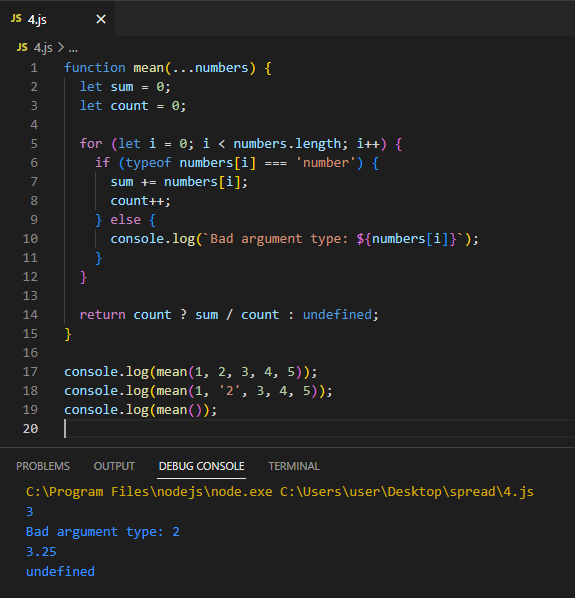 JS 4.js ×
JS 4.js > ...
1 function mean(...numbers) {
2   let sum = 0;
3   let count = 0;
4
5   for (let i = 0; i < numbers.length; i++) {
6     if (typeof numbers[i] === 'number') {
7       sum += numbers[i];
8       count++;
9     } else {
10       console.log(`Bad argument type: ${numbers[i]}`);
11     }
12   }
13
14   return count ? sum / count : undefined;
15 }
16
17 console.log(mean(1, 2, 3, 4, 5));
18 console.log(mean(1, '2', 3, 4, 5));
19 console.log(mean());
20
PROBLEMS OUTPUT DEBUG CONSOLE TERMINAL
C:\Program Files\nodejs\node.exe C:\Users\user\Desktop\spread\4.js
3
Bad argument type: 2
3.25
undefined